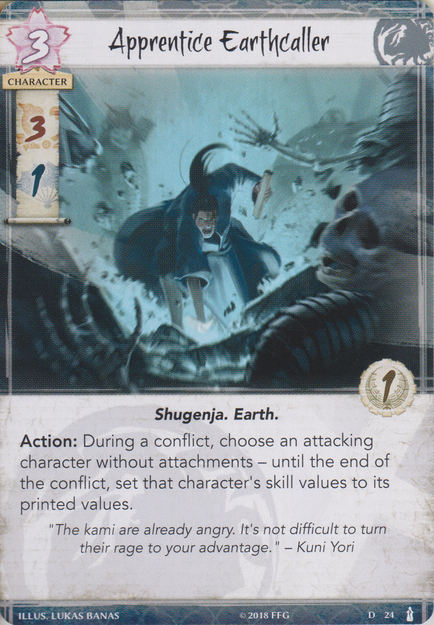 3
Apprentice Earthcaller
CHARACTER
3
1
1
Shugenja. Earth.
Action: During a conflict, choose an attacking
character without attachments – until the end of
the conflict, set that character's skill values to its
printed values.
"The kami are already angry. It's not difficult to turn
their rage to your advantage." – Kuni Yori
ILLUS. LUKAS BANAS
© 2018 FFG
D 24